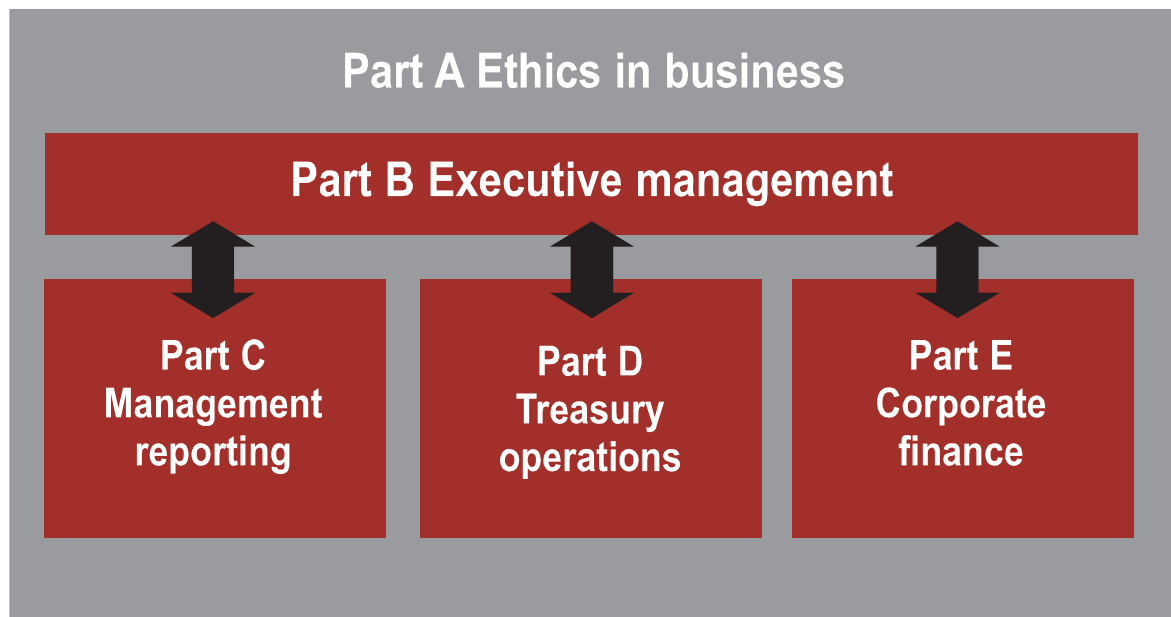 Part A Ethics in business
Part B Executive management
Part C
Management
reporting
Part D
Treasury
operations
Part E
Corporate
finance